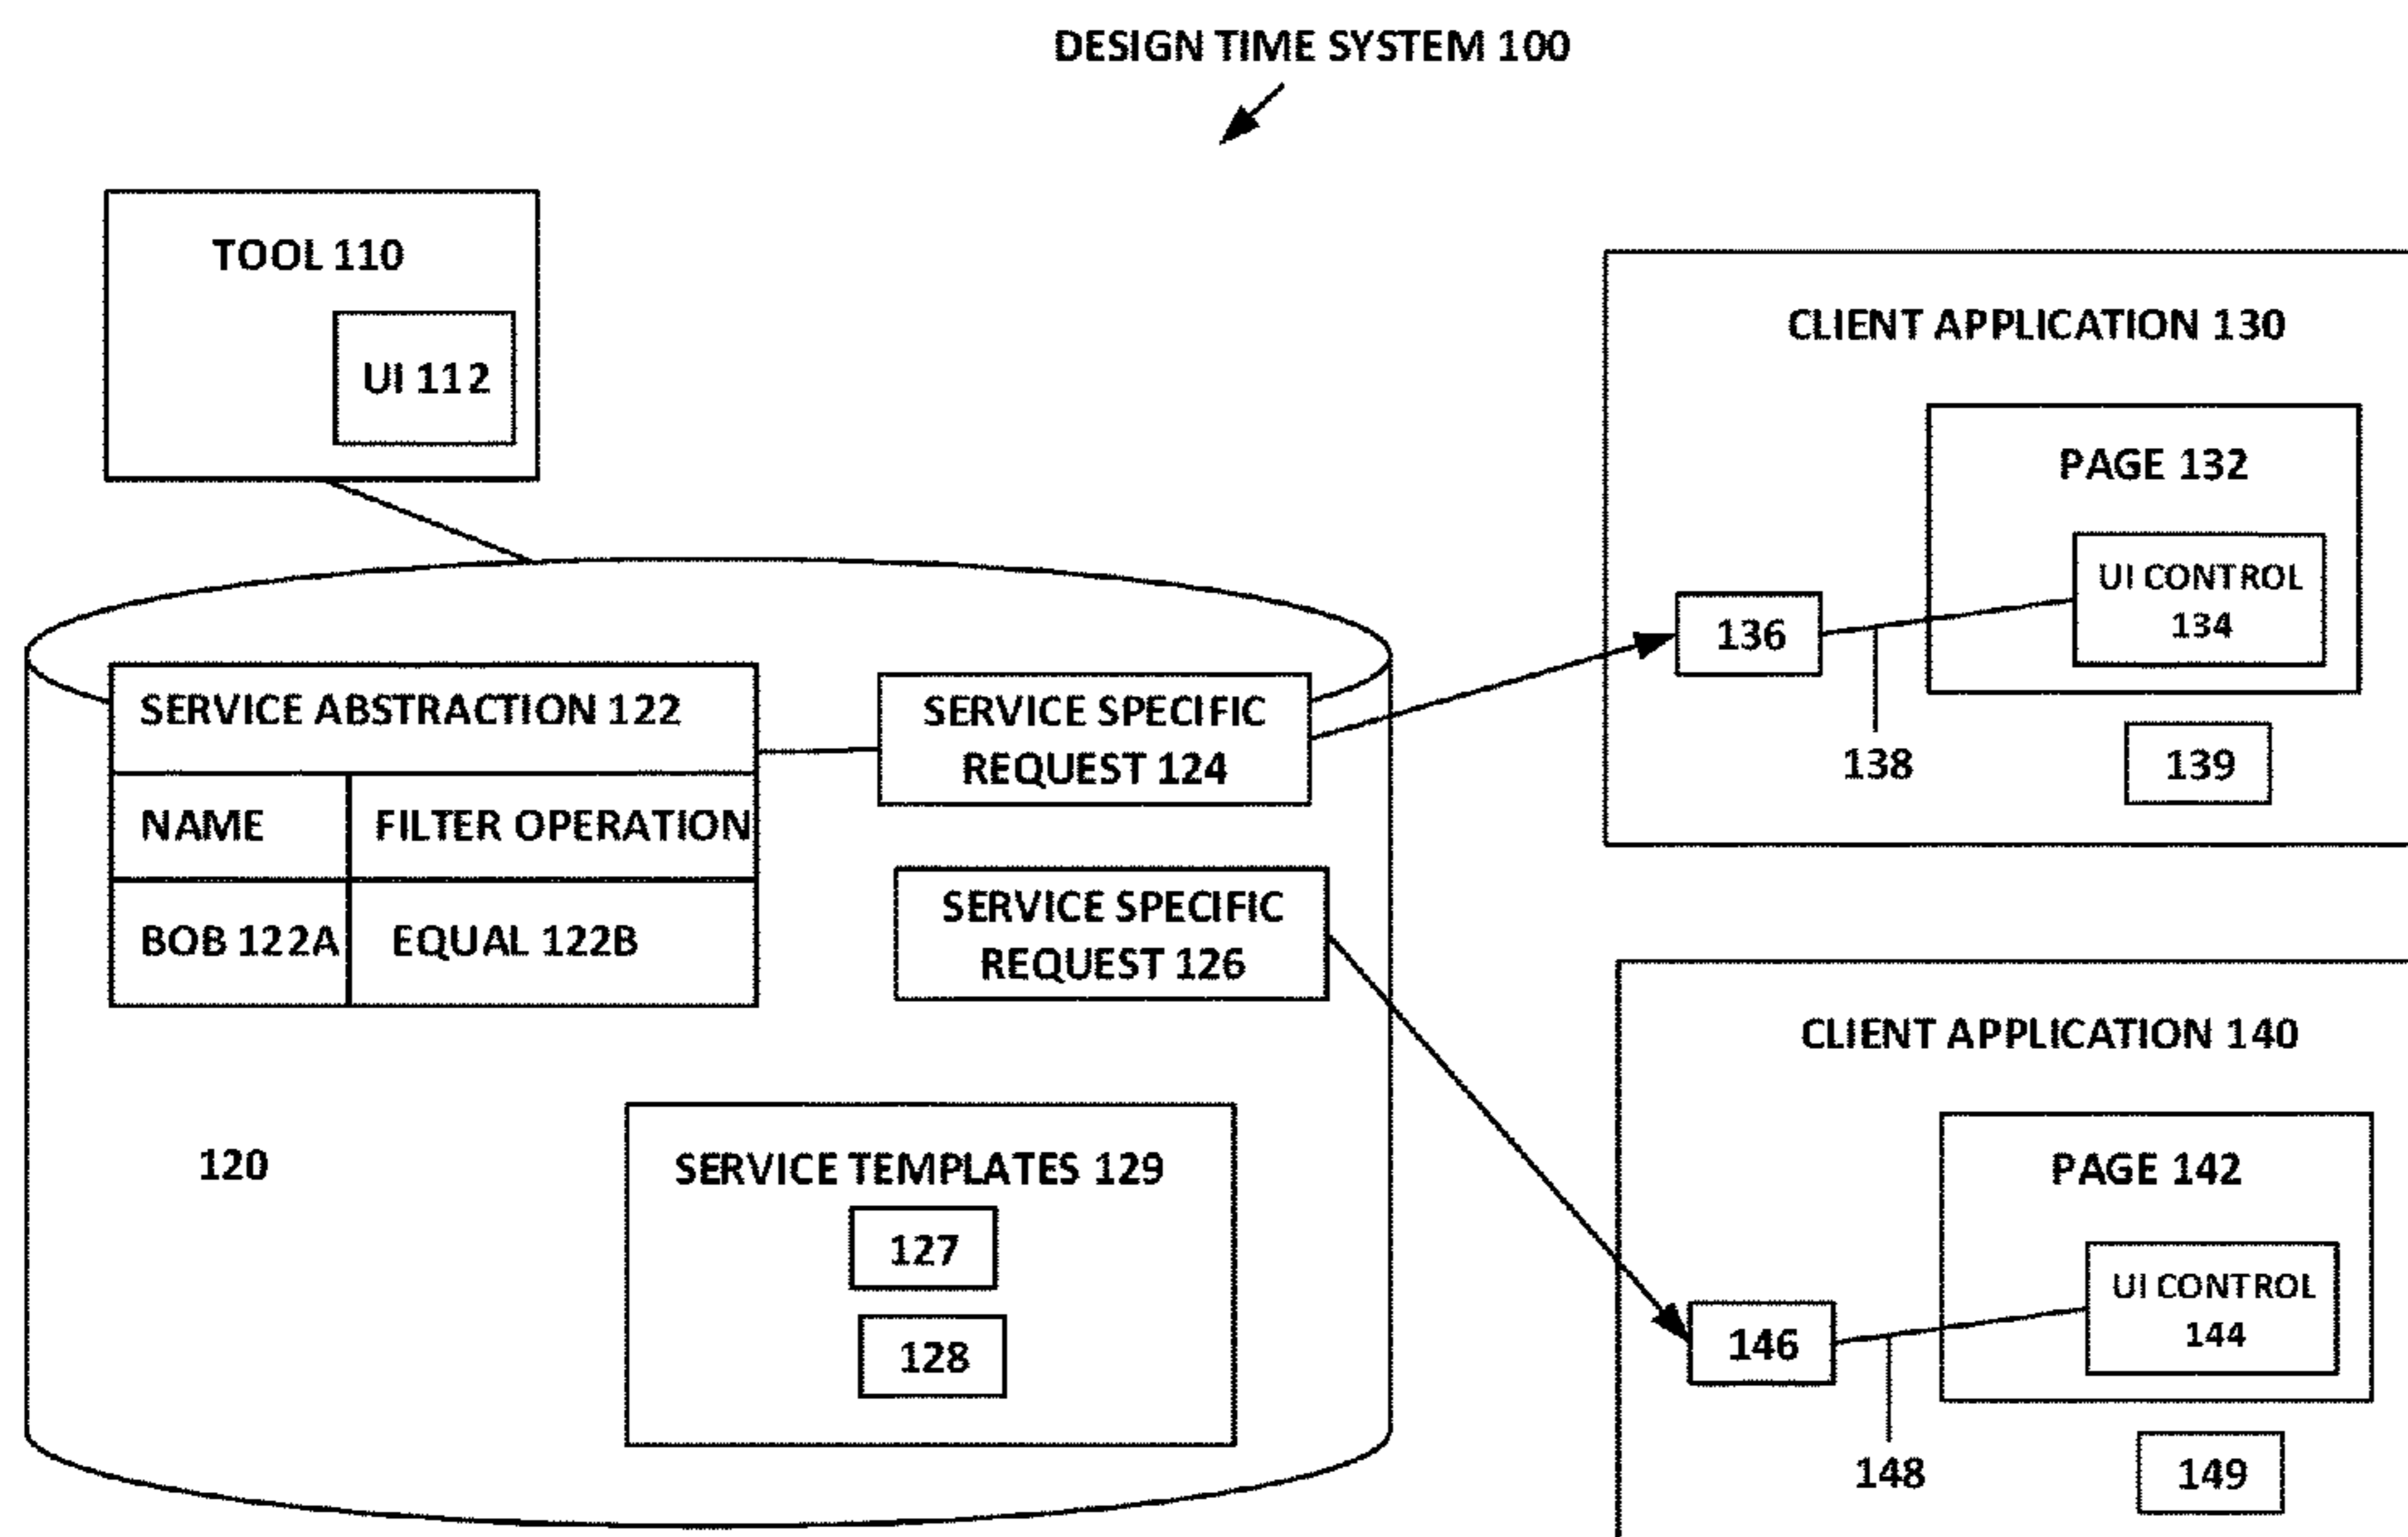 DESIGN TIME SYSTEM 100
TOOL 110
UI 112
CLIENT APPLICATION 130
PAGE 132
UI CONTROL
134
136
138
139
SERVICE ABSTRACTION 122
NAME
FILTER OPERATION
BOB 122A
EQUAL 122B
SERVICE SPECIFIC
REQUEST 124
SERVICE SPECIFIC
REQUEST 126
120
SERVICE TEMPLATES 129
127
128
CLIENT APPLICATION 140
PAGE 142
UI CONTROL
144
146
148
149